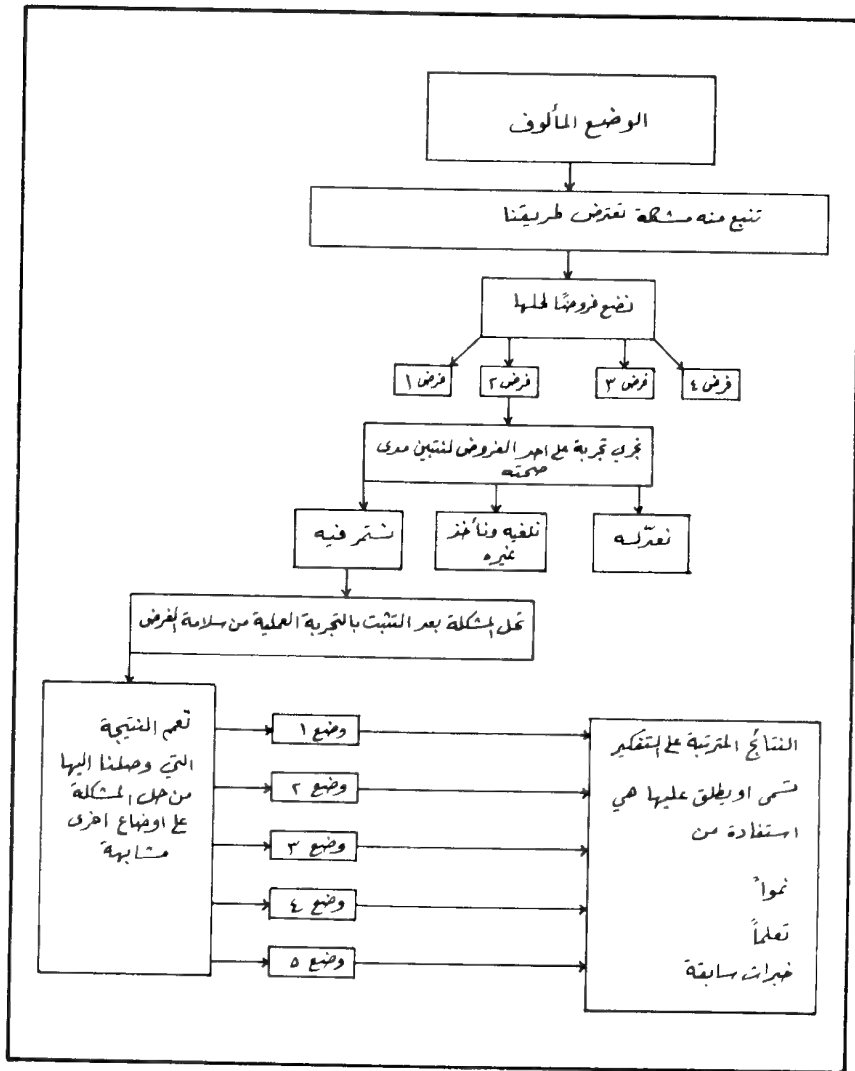 الوضع المألوف
تنبع منه مشكلة تعترض طريقنا
نضع فروضًا لحلها
فرض ١
فرض ٢
فرض ٣
فرض ٤
نجري تجربة على احد الفروض لنتبين مدى
صحته
نستمر فيه
نلغيه ونأخذ
غيره
نعدّله
تحل المشكلة بعد التثبت بالتجربة العملية من سلامة الفرض
نعمم النتيجة
التي وصلنا اليها
من حل المشكلة
على اوضاع اخرى
مشابهة
وضع ١
وضع ٢
وضع ٣
وضع ٤
وضع ٥
النتائج المترتبة على التفكير
تسمى او يطلق عليها هي
استفادة من
نمواً
تعلماً
خبرات سابقة